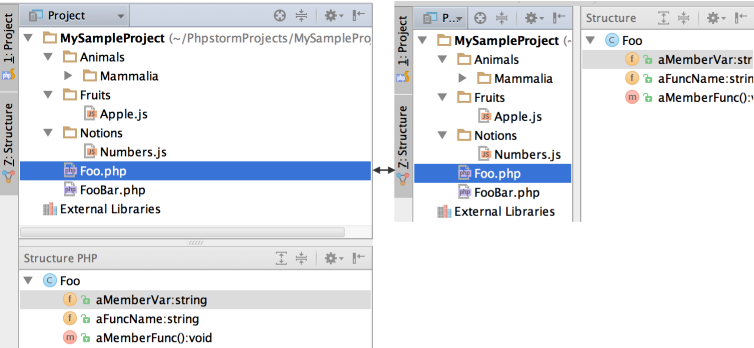 1: Project
Z: Structure
Project
MySampleProject (~/PhpstormProjects/MySampleProj
Animals
Mammalia
Fruits
Apple.js
Notions
Numbers.js
Foo.php
FooBar.php
External Libraries
Structure PHP
Foo
aMemberVar:string
aFuncName:string
aMemberFunc():void
1: Project
Z: Structure
P..
MySampleProject (~
Animals
Mammalia
Fruits
Apple.js
Notions
Numbers.js
Foo.php
FooBar.php
External Libraries
Structure
Foo
aMemberVar:str
aFuncName:strin
aMemberFunc():v